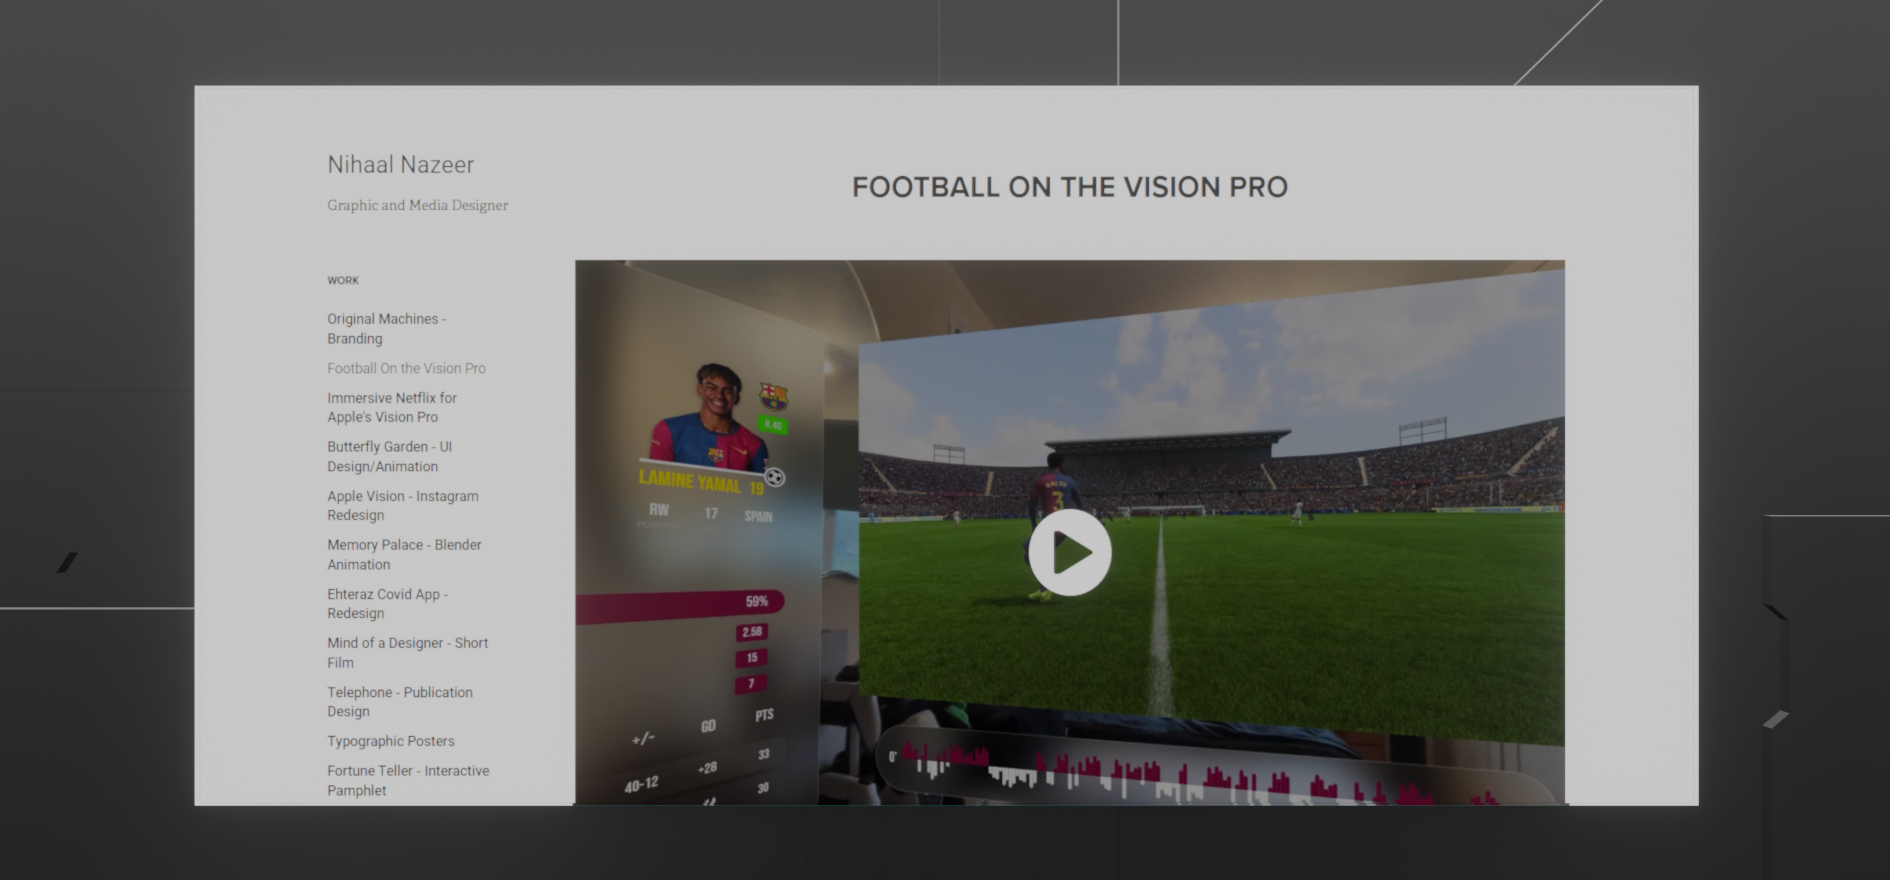 Nihaal Nazeer
Graphic and Media Designer
WORK
Original Machines -
Branding
Football On the Vision Pro
Immersive Netflix for
Apple's Vision Pro
Butterfly Garden - UI
Design/Animation
Apple Vision - Instagram
Redesign
Memory Palace - Blender
Animation
Ehteraz Covid App -
Redesign
Mind of a Designer - Short
Film
Telephone - Publication
Design
Typographic Posters
Fortune Teller - Interactive
Pamphlet
FOOTBALL ON THE VISION PRO
8.40
LAMINE YAMAL 19
RW 17 SPAIN
59%
2.58
15
7
+/- GD PTS
40-12 +28 33
30
0'